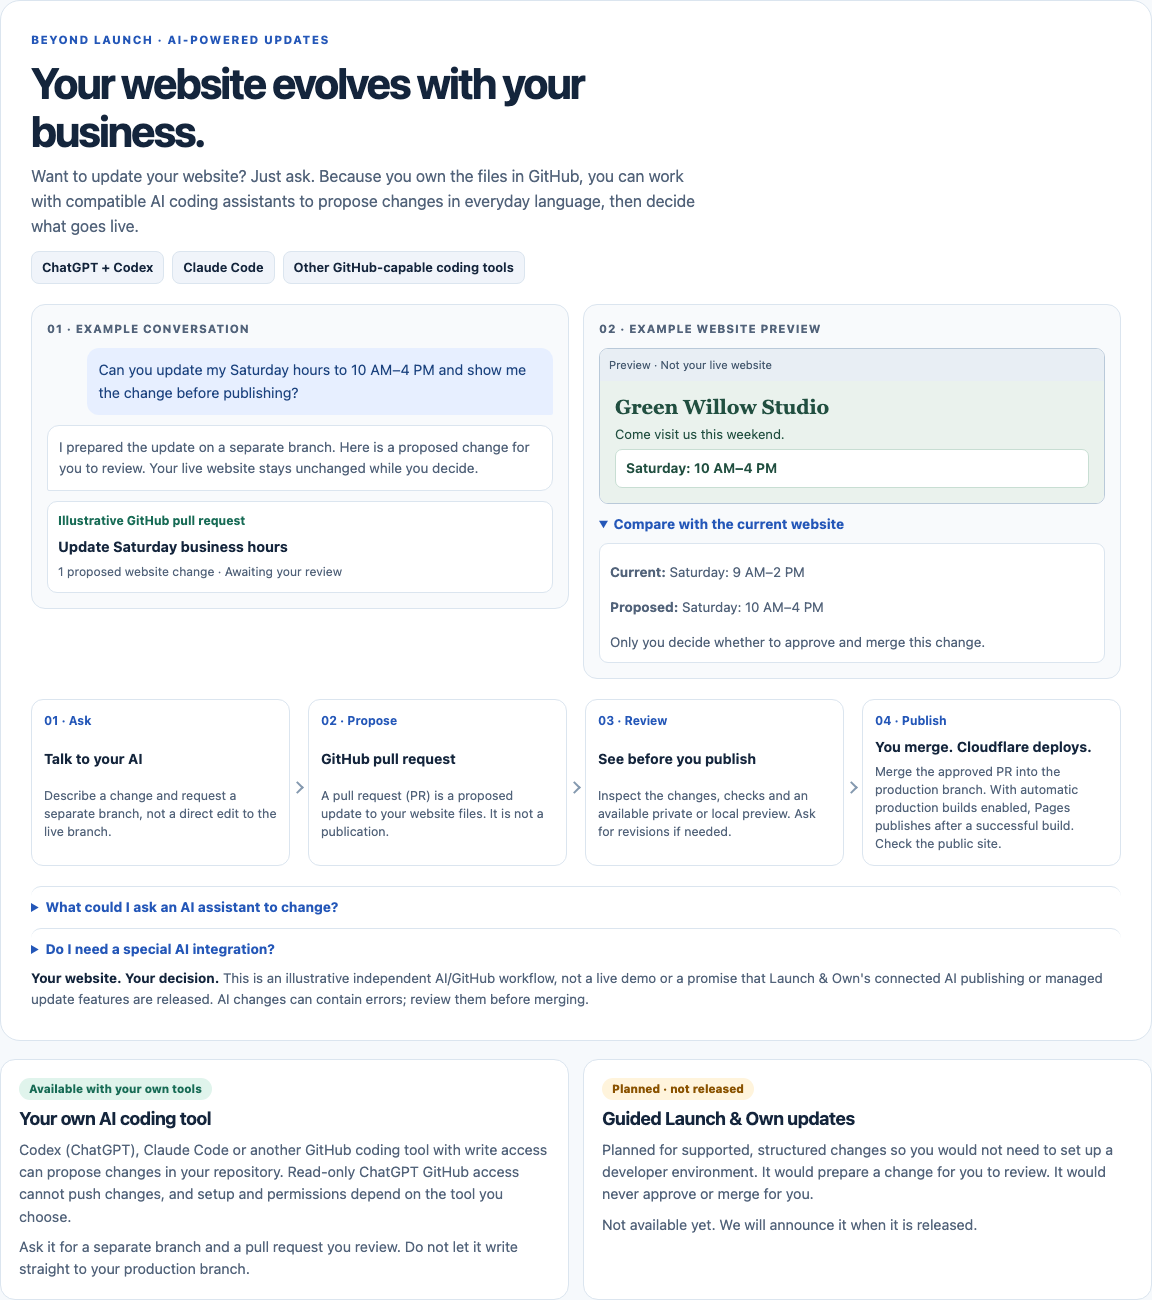 BEYOND LAUNCH · AI-POWERED UPDATES
Your website evolves with your
business.
Want to update your website? Just ask. Because you own the files in GitHub, you can work
with compatible AI coding assistants to propose changes in everyday language, then decide
what goes live.
ChatGPT + Codex
Claude Code
Other GitHub-capable coding tools
01 · EXAMPLE CONVERSATION
Can you update my Saturday hours to 10 AM–4 PM and show me
the change before publishing?
I prepared the update on a separate branch. Here is a proposed change for
you to review. Your live website stays unchanged while you decide.
Illustrative GitHub pull request
Update Saturday business hours
1 proposed website change · Awaiting your review
02 · EXAMPLE WEBSITE PREVIEW
Preview · Not your live website
Green Willow Studio
Come visit us this weekend.
Saturday: 10 AM–4 PM
▼ Compare with the current website
Current: Saturday: 9 AM–2 PM
Proposed: Saturday: 10 AM–4 PM
Only you decide whether to approve and merge this change.
01 · Ask
Talk to your AI
Describe a change and request a
separate branch, not a direct edit to the
live branch.
02 · Propose
GitHub pull request
A pull request (PR) is a proposed
update to your website files. It is not a
publication.
03 · Review
See before you publish
Inspect the changes, checks and an
available private or local preview. Ask
for revisions if needed.
04 · Publish
You merge. Cloudflare deploys.
Merge the approved PR into the
production branch. With automatic
production builds enabled, Pages
publishes after a successful build.
Check the public site.
▶ What could I ask an AI assistant to change?
▶ Do I need a special AI integration?
Your website. Your decision. This is an illustrative independent AI/GitHub workflow, not a live demo or a promise that Launch & Own's connected AI publishing or managed
update features are released. AI changes can contain errors; review them before merging.
Available with your own tools
Your own AI coding tool
Codex (ChatGPT), Claude Code or another GitHub coding tool with write access
can propose changes in your repository. Read-only ChatGPT GitHub access
cannot push changes, and setup and permissions depend on the tool you
choose.
Ask it for a separate branch and a pull request you review. Do not let it write
straight to your production branch.
Planned · not released
Guided Launch & Own updates
Planned for supported, structured changes so you would not need to set up a
developer environment. It would prepare a change for you to review. It would
never approve or merge for you.
Not available yet. We will announce it when it is released.